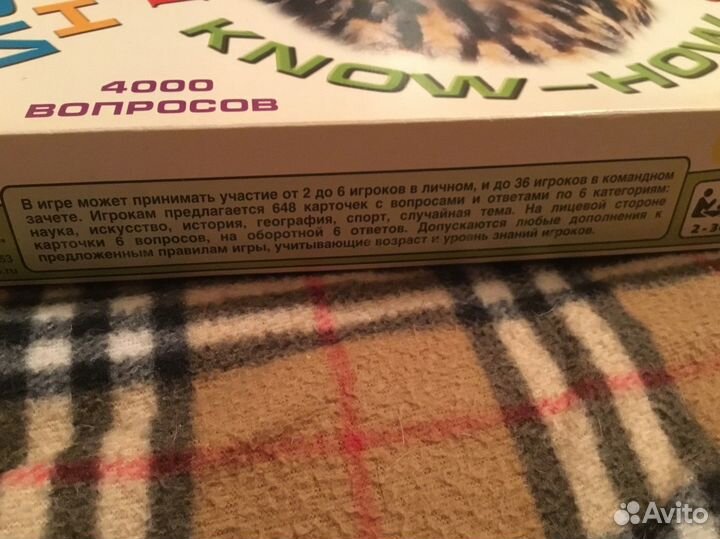 KNOW-HOW
4000
ВОПРОСОВ
В игре может принимать участие от 2 до 6 игроков в личном, и до 36 игроков в командном
зачете. Игрокам предлагается 648 карточек с вопросами и ответами по 6 категориям:
наука, искусство, история, география, спорт, случайная тема. На лицевой стороне
карточки 6 вопросов, на оборотной 6 ответов. Допускаются любые дополнения к
предложенным правилам игры, учитывающие возраст и уровень знаний игроков.
Avito